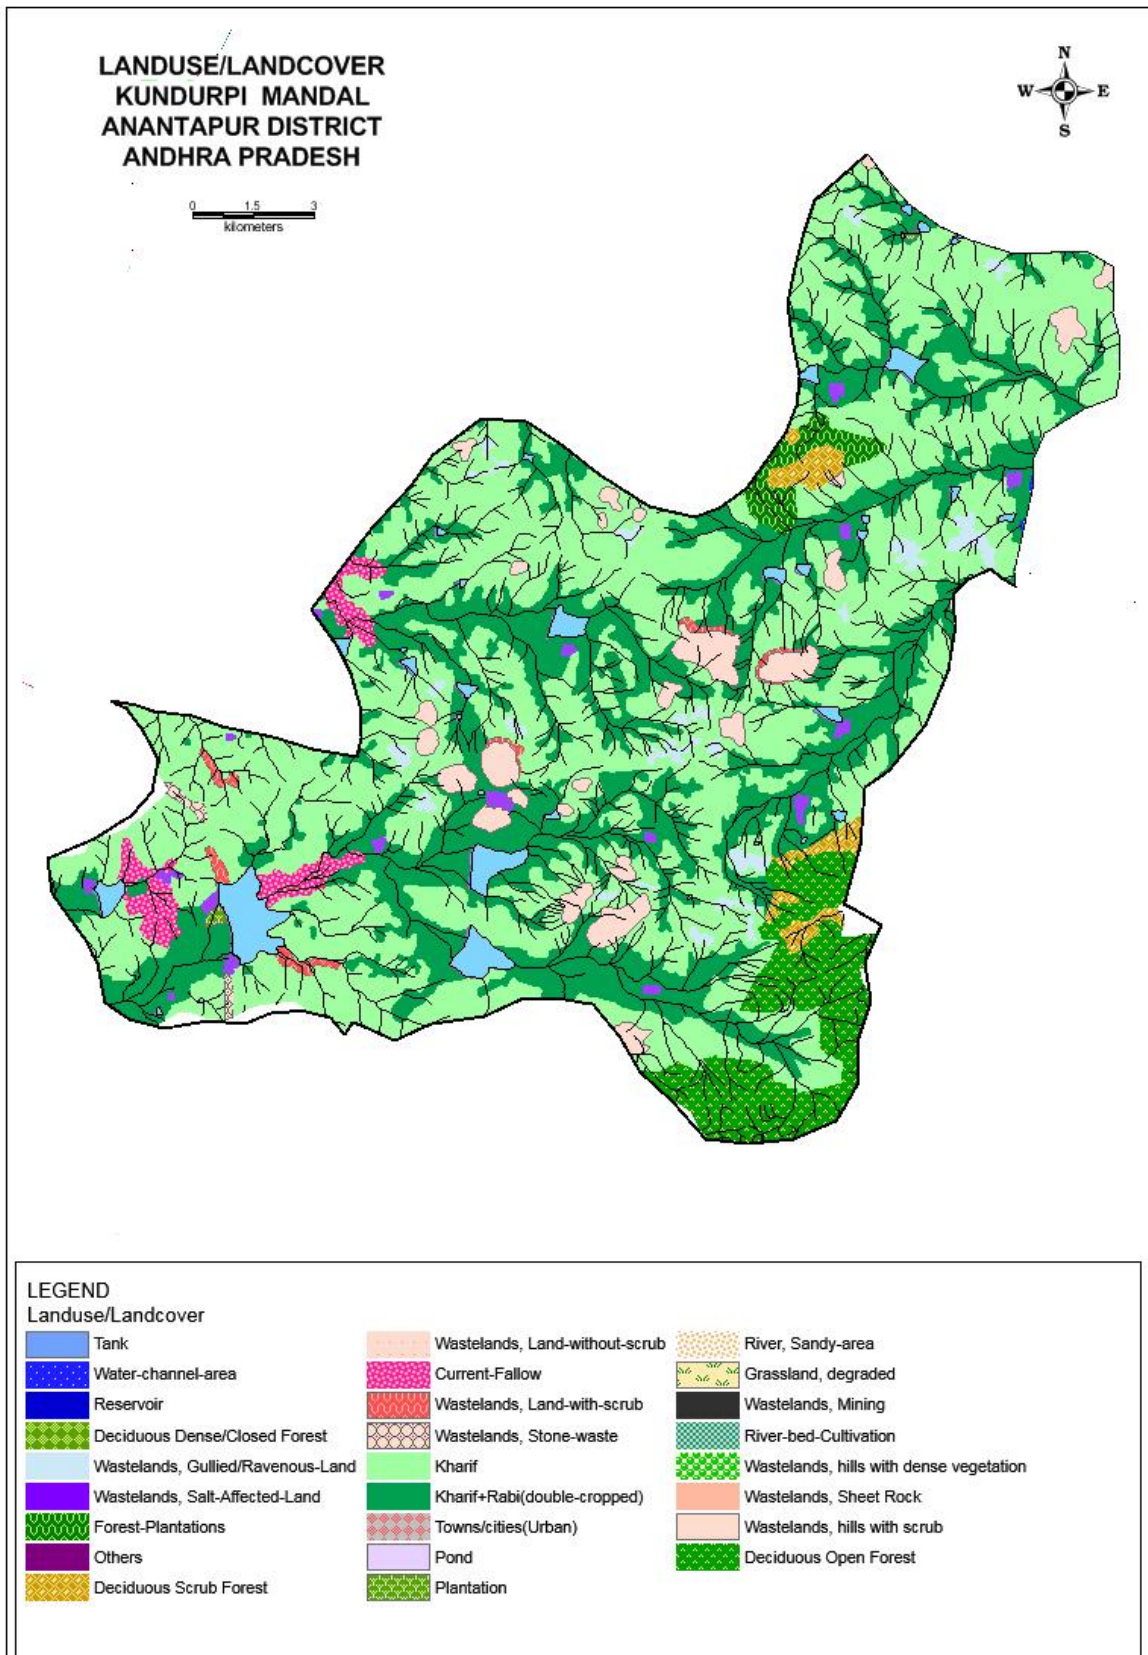 LANDUSE/LANDCOVER
KUNDURPI MANDAL
ANANTAPUR DISTRICT
ANDHRA PRADESH
N
W E
S
0 1.5 3
kilometers
LEGEND
Landuse/Landcover
Tank
Water-channel-area
Reservoir
Deciduous Dense/Closed Forest
Wastelands, Gullied/Ravenous-Land
Wastelands, Salt-Affected-Land
Forest-Plantations
Others
Deciduous Scrub Forest
Wastelands, Land-without-scrub
Current-Fallow
Wastelands, Land-with-scrub
Wastelands, Stone-waste
Kharif
Kharif+Rabi(double-cropped)
Towns/cities(Urban)
Pond
Plantation
River, Sandy-area
Grassland, degraded
Wastelands, Mining
River-bed-Cultivation
Wastelands, hills with dense vegetation
Wastelands, Sheet Rock
Wastelands, hills with scrub
Deciduous Open Forest